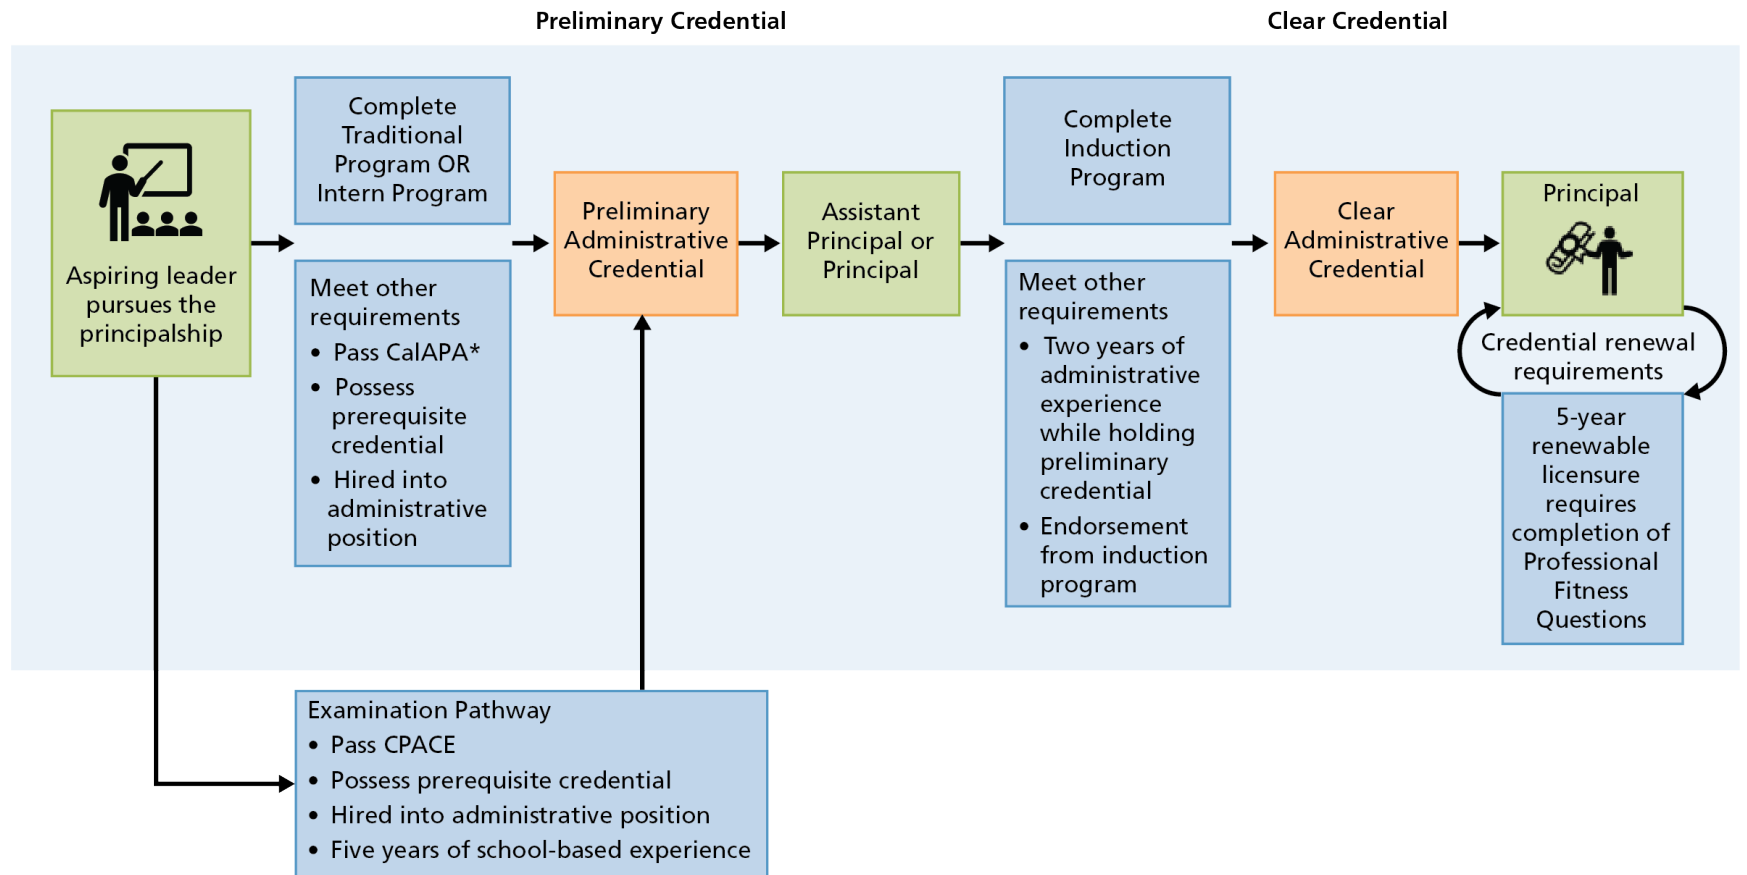 Preliminary Credential
Clear Credential
Aspiring leader
pursues the
principalship
Complete
Traditional
Program OR
Intern Program
Meet other
requirements
• Pass CalAPA*
• Possess
prerequisite
credential
• Hired into
administrative
position
Preliminary
Administrative
Credential
Assistant
Principal or
Principal
Complete
Induction
Program
Meet other
requirements
• Two years of
administrative
experience
while holding
preliminary
credential
• Endorsement
from induction
program
Clear
Administrative
Credential
Principal
Credential renewal
requirements
5-year
renewable
licensure
requires
completion of
Professional
Fitness
Questions
Examination Pathway
• Pass CPACE
• Possess prerequisite credential
• Hired into administrative position
• Five years of school-based experience